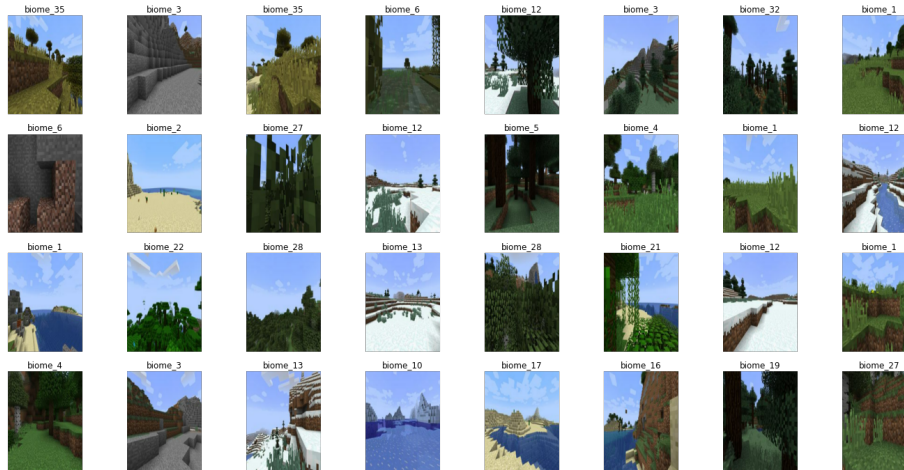 biome_35 biome_3 biome_35 biome_6 biome_12 biome_3 biome_32 biome_1
biome_6 biome_2 biome_27 biome_12 biome_5 biome_4 biome_1 biome_12
biome_1 biome_22 biome_28 biome_13 biome_28 biome_21 biome_12 biome_1
biome_4 biome_3 biome_13 biome_10 biome_17 biome_16 biome_19 biome_27